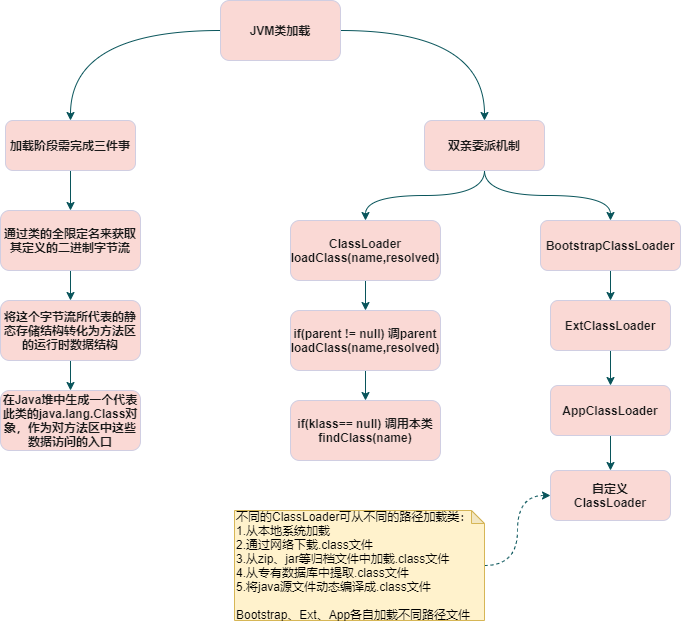 JVM类加载
加载阶段需完成三件事
双亲委派机制
通过类的全限定名来获取
其定义的二进制字节流
将这个字节流所代表的静
态存储结构转化为方法区
的运行时数据结构
在Java堆中生成一个代表
此类的java.lang.Class对
象，作为对方法区中这些
数据访问的入口
ClassLoader
loadClass(name,resolved)
if(parent != null) 调parent
loadClass(name,resolved)
if(klass== null) 调用本类
findClass(name)
BootstrapClassLoader
ExtClassLoader
AppClassLoader
自定义
ClassLoader
不同的ClassLoader可从不同的路径加载类：
1.从本地系统加载
2.通过网络下载.class文件
3.从zip、jar等归档文件中加载.class文件
4.从专有数据库中提取.class文件
5.将java源文件动态编译成.class文件
Bootstrap、Ext、App各自加载不同路径文件